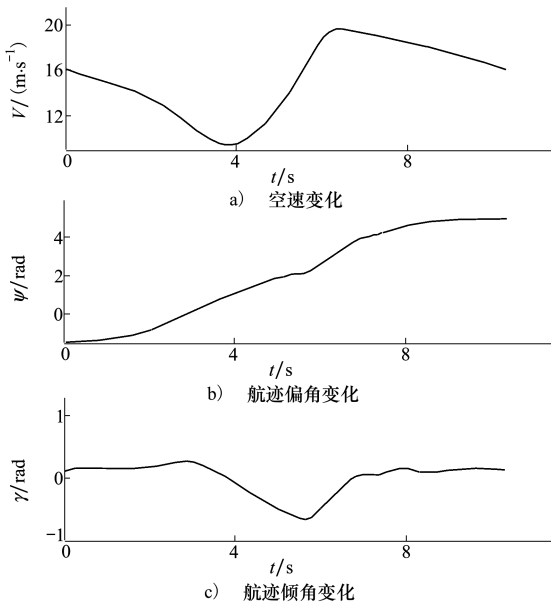 20
16
12
V/(m·s⁻¹)
0 4 8
t/s
a) 空速变化
4
2
0
ψ/rad
0 4 8
t/s
b) 航迹偏角变化
1
0
-1
γ/rad
0 4 8
t/s
c) 航迹倾角变化